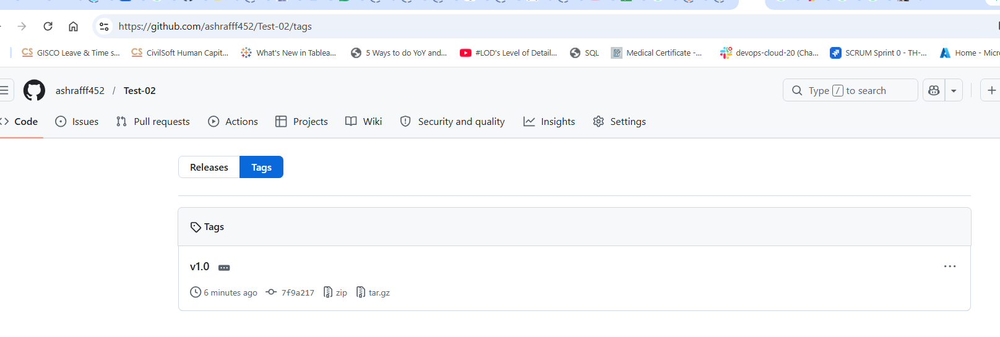 https://github.com/ashrafff452/Test-02/tags
GISCO Leave & Time s... CivilSoft Human Capit... What's New in Tablea... 5 Ways to do YoY and... #LOD's Level of Detail... SQL Medical Certificate -... devops-cloud-20 (Cha... SCRUM Sprint 0 - TH-... Home - Micro
ashrafff452 / Test-02 Type / to search
Code Issues Pull requests Actions Projects Wiki Security and quality Insights Settings
Releases Tags
Tags
v1.0
6 minutes ago 7f9a217 zip tar.gz